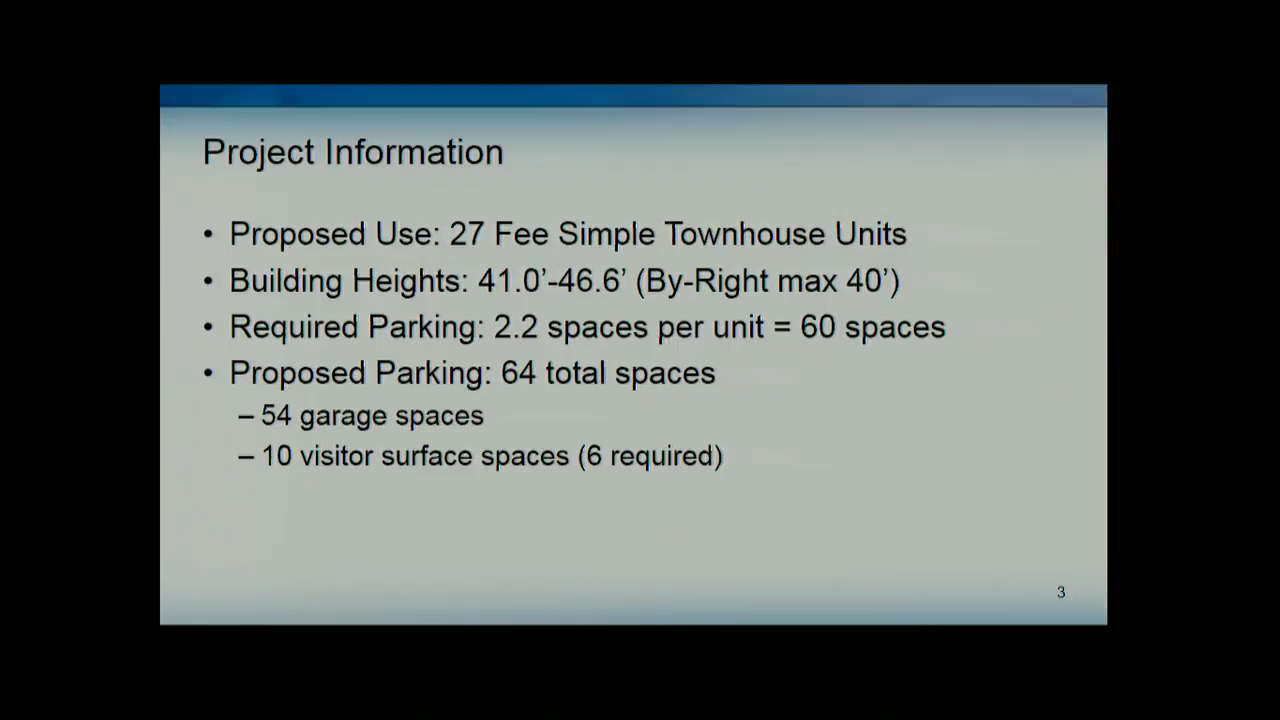 Project Information
• Proposed Use: 27 Fee Simple Townhouse Units
• Building Heights: 41.0’-46.6’ (By-Right max 40’)
• Required Parking: 2.2 spaces per unit = 60 spaces
• Proposed Parking: 64 total spaces
– 54 garage spaces
– 10 visitor surface spaces (6 required)
3